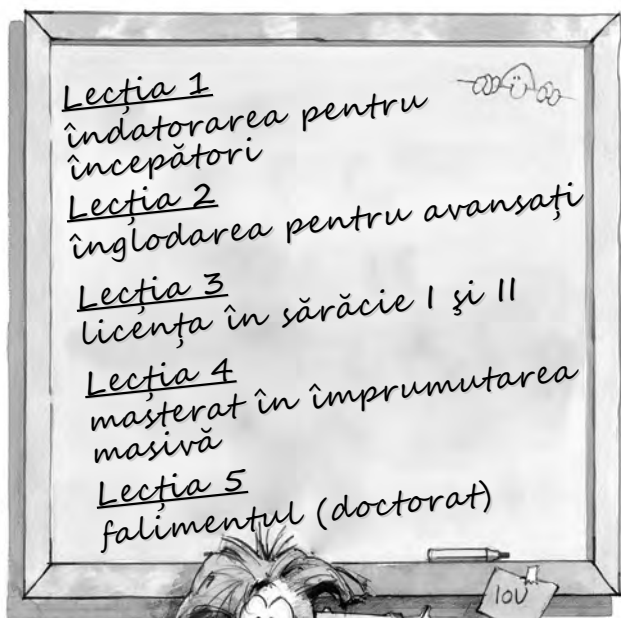 Lecția 1
îndatorarea pentru
începători
Lecția 2
înglodarea pentru avansați
Lecția 3
licența în sărăcie I și II
Lecția 4
masterat în împrumutarea
masivă
Lecția 5
falimentul (doctorat)
IOU